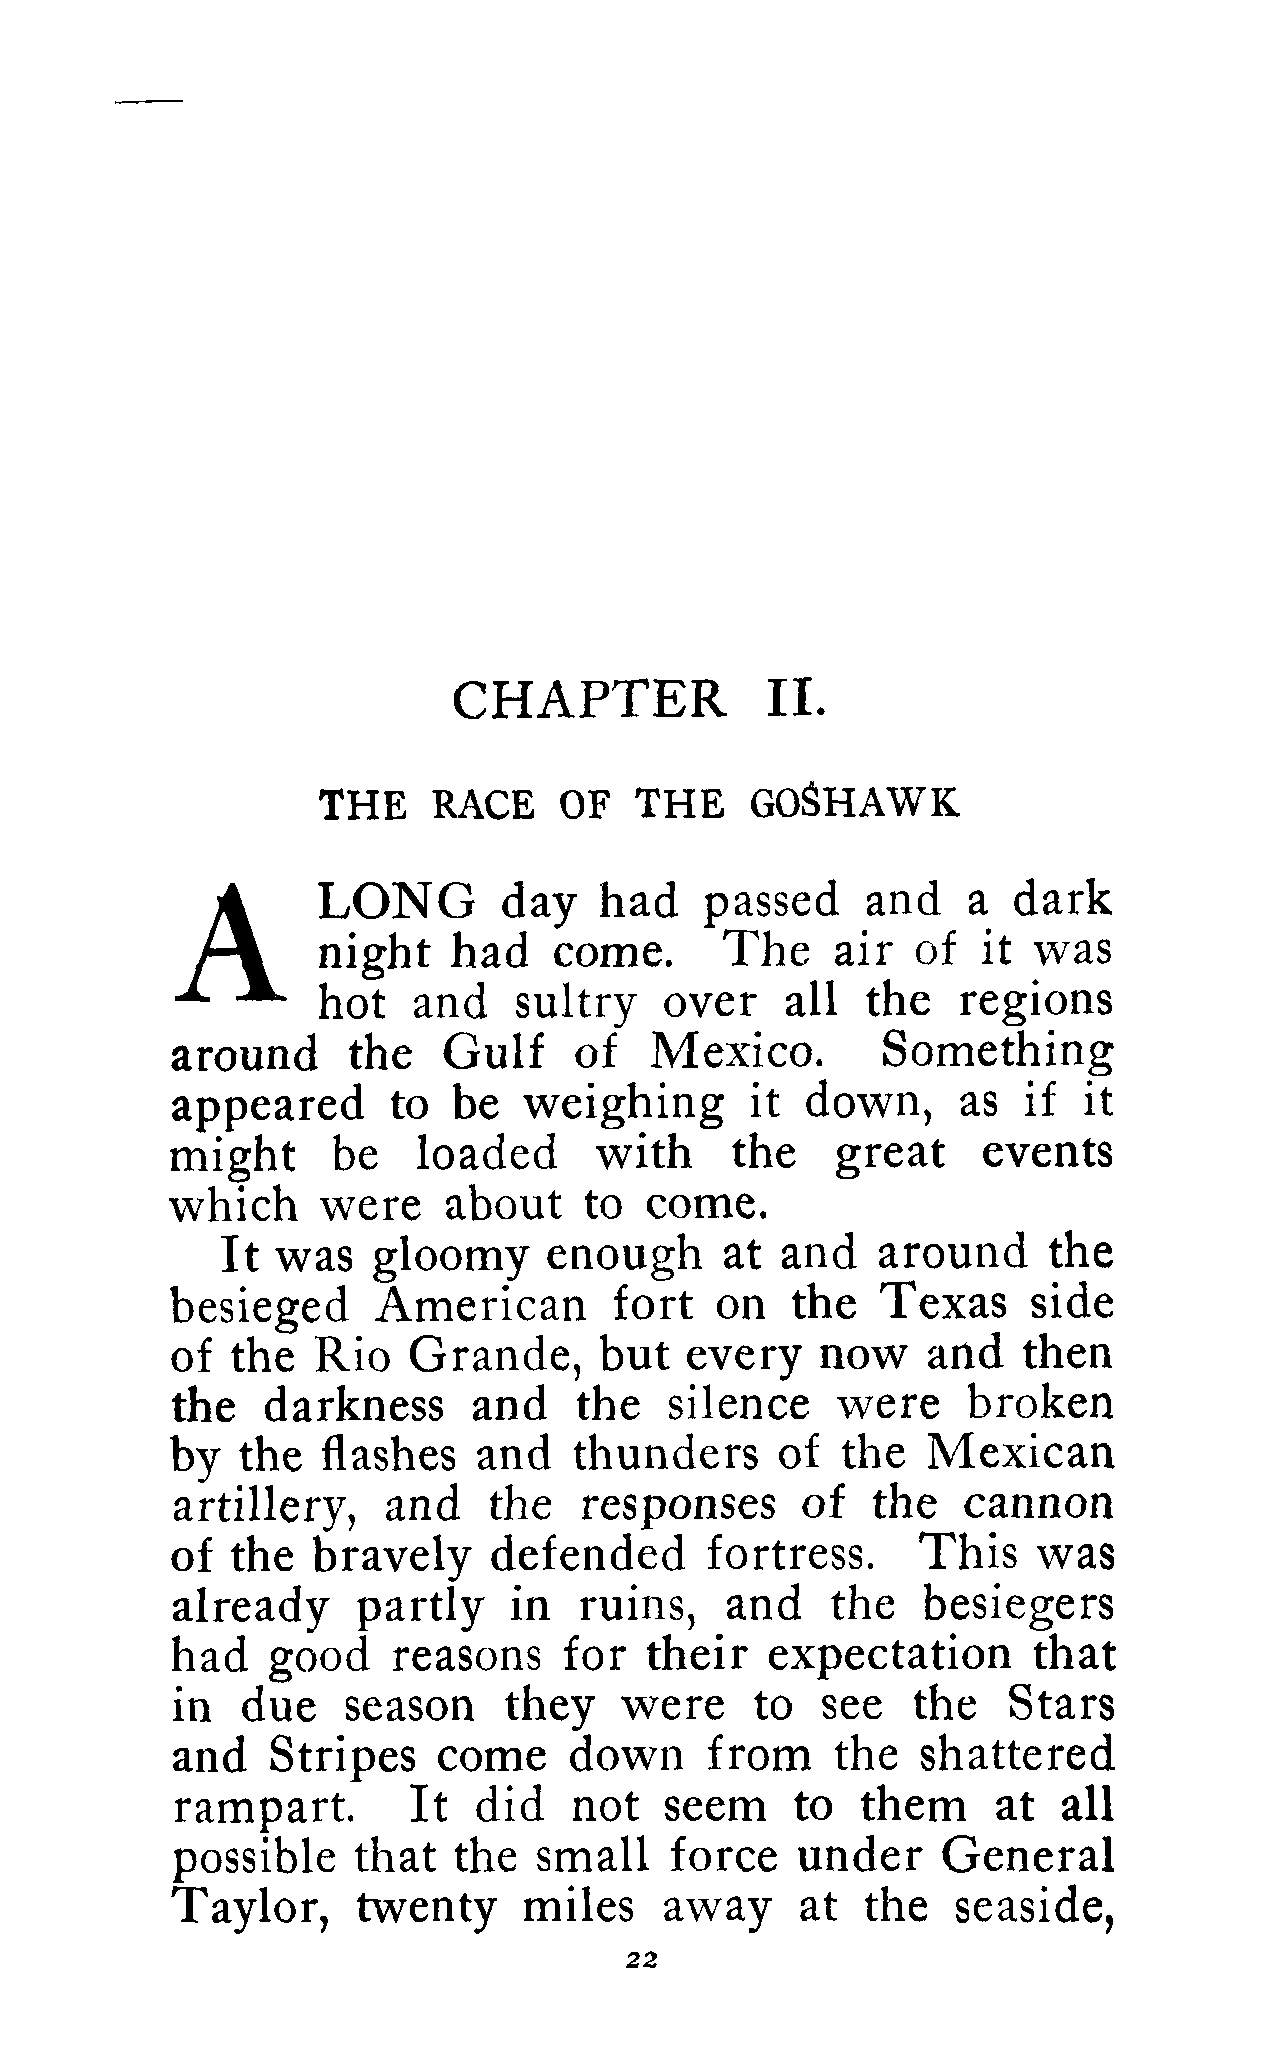 CHAPTER II.
THE RACE OF THE GOSHAWK
A LONG day had passed and a dark
night had come. The air of it was
hot and sultry over all the regions
around the Gulf of Mexico. Something
appeared to be weighing it down, as if it
might be loaded with the great events
which were about to come.
It was gloomy enough at and around the
besieged American fort on the Texas side
of the Rio Grande, but every now and then
the darkness and the silence were broken
by the flashes and thunders of the Mexican
artillery, and the responses of the cannon
of the bravely defended fortress. This was
already partly in ruins, and the besiegers
had good reasons for their expectation that
in due season they were to see the Stars
and Stripes come down from the shattered
rampart. It did not seem to them at all
possible that the small force under General
Taylor, twenty miles away at the seaside,
22